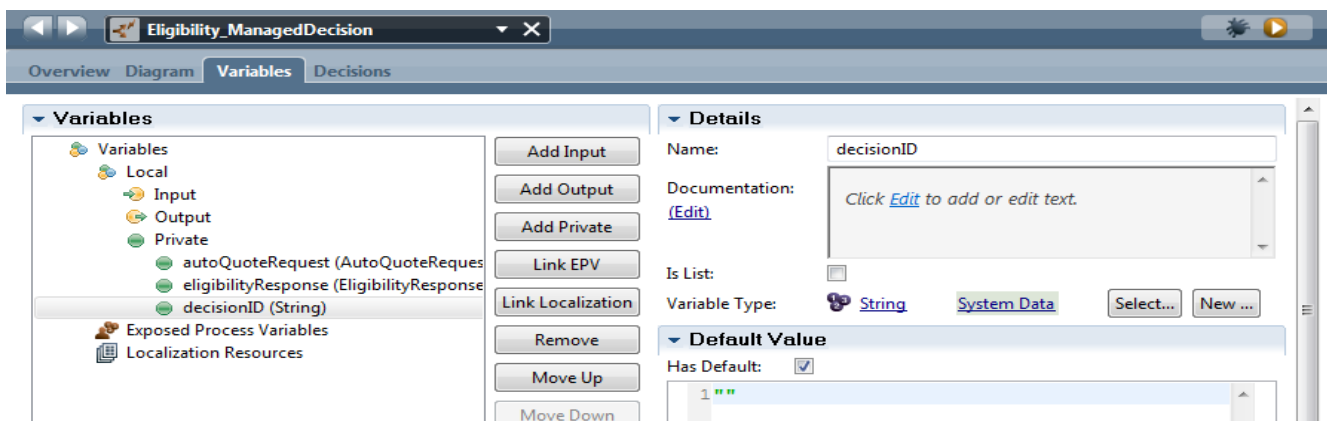 Eligibility_ManagedDecision
Overview Diagram Variables Decisions
Variables
Variables
Local
Input
Output
Private
autoQuoteRequest (AutoQuoteReques
eligibilityResponse (EligibilityResponse
decisionID (String)
Exposed Process Variables
Localization Resources
Add Input
Add Output
Add Private
Link EPV
Link Localization
Remove
Move Up
Move Down
Details
Name: decisionID
Documentation: Click Edit to add or edit text.
(Edit)
Is List:
Variable Type: String System Data Select... New ...
Default Value
Has Default:
1 ""